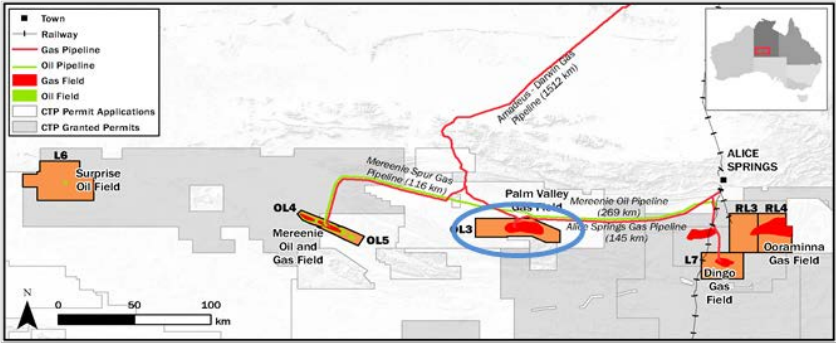 Town
Railway
Gas Pipeline
Oil Pipeline
Gas Field
Oil Field
CTP Permit Applications
CTP Granted Permits
Amadeus - Darwin Gas
Pipeline (1512 km)
L6
Surprise
Oil Field
Mereenie Spur Gas
Pipeline (116 km)
ALICE
SPRINGS
Palm Valley
Gas Field
Mereenie Oil Pipeline
(269 km)
OL4
RL3
RL4
OL3
Alice Springs Gas Pipeline
(145 km)
Mereenie
Oil and
Gas Field
OL5
Ooraminna
Gas Field
L7
Dingo
Gas
Field
N
0
50
100
km